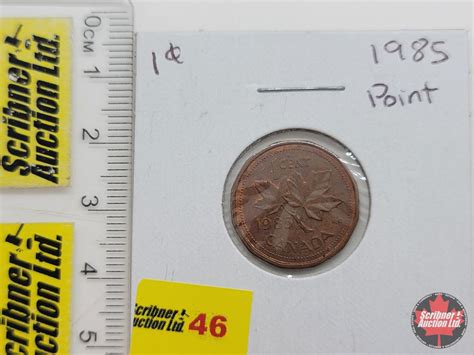 Scribner
Auction Ltd.
Scribner
Auction Ltd.
0CM 1 2 3 4 5
1¢
1985
Point
1 CENT
CANADA
Scribner
Auction Ltd.
46
Scribner
Auction Ltd.